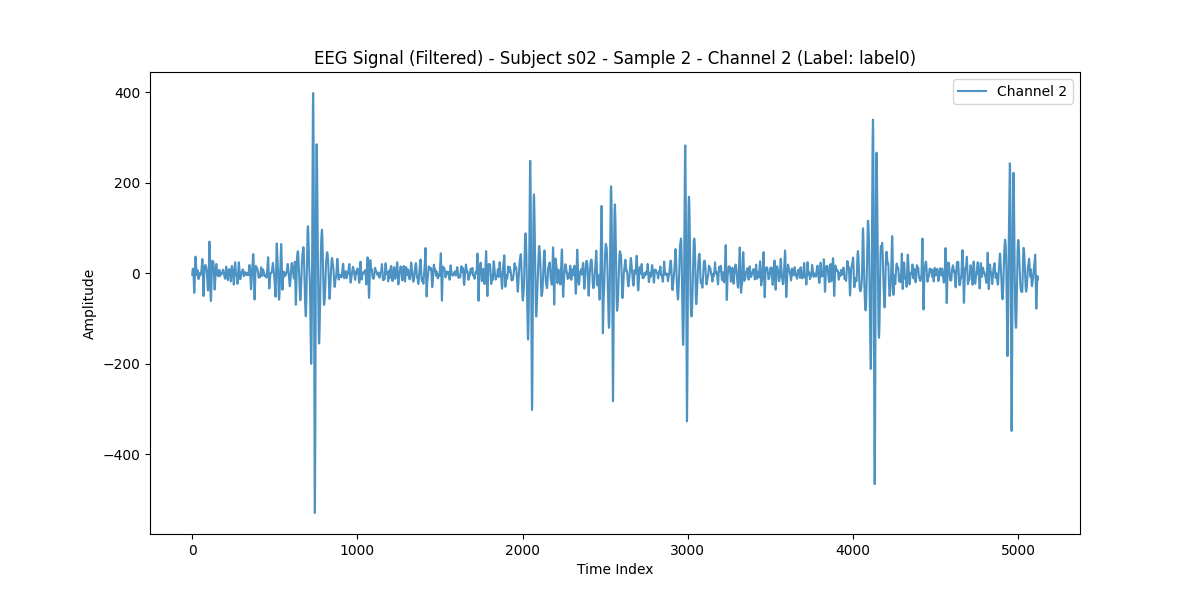 EEG Signal (Filtered) - Subject s02 - Sample 2 - Channel 2 (Label: label0)
Channel 2
400
200
0
−200
−400
Amplitude
0 1000 2000 3000 4000 5000
Time Index